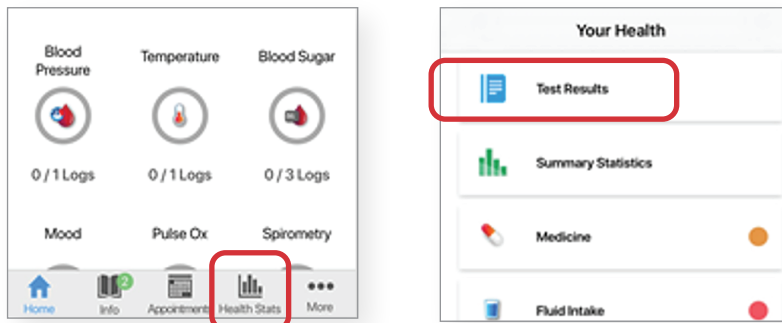 Blood
Pressure
Temperature
Blood Sugar
0 / 1 Logs
0 / 1 Logs
0 / 3 Logs
Mood
Pulse Ox
Spirometry
2
Home
Info
Appointments
Health Stats
More
Your Health
Test Results
Summary Statistics
Medicine
Fluid Intake